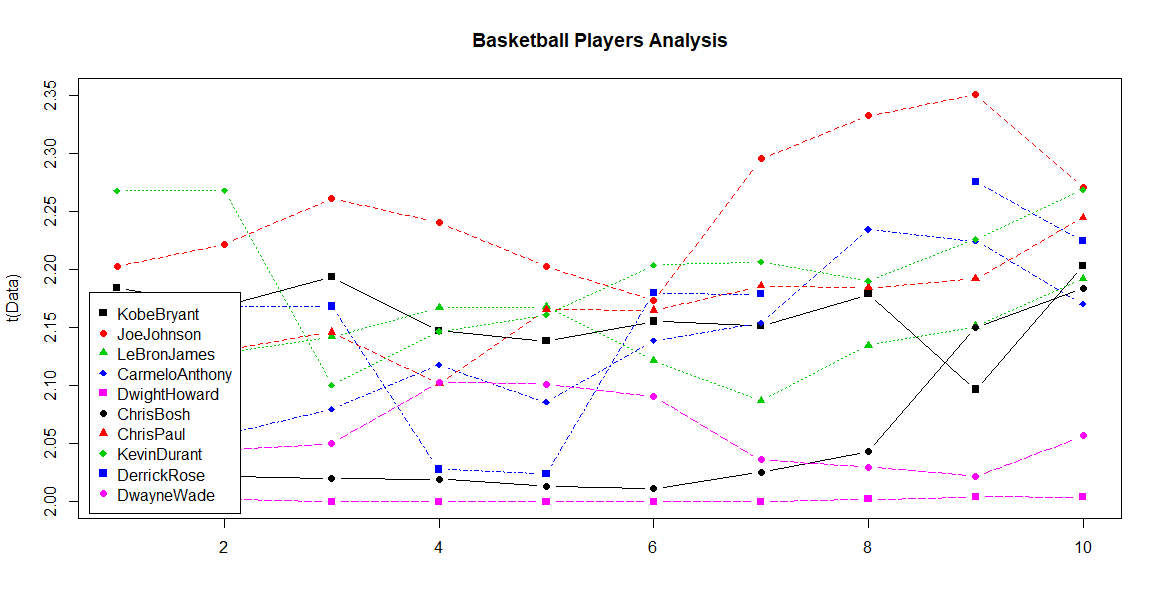 Basketball Players Analysis
t(Data)
2.35
2.30
2.25
2.20
2.15
2.10
2.05
2.00
KobeBryant
JoeJohnson
LeBronJames
CarmeloAnthony
DwightHoward
ChrisBosh
ChrisPaul
KevinDurant
DerrickRose
DwayneWade
2 4 6 8 10